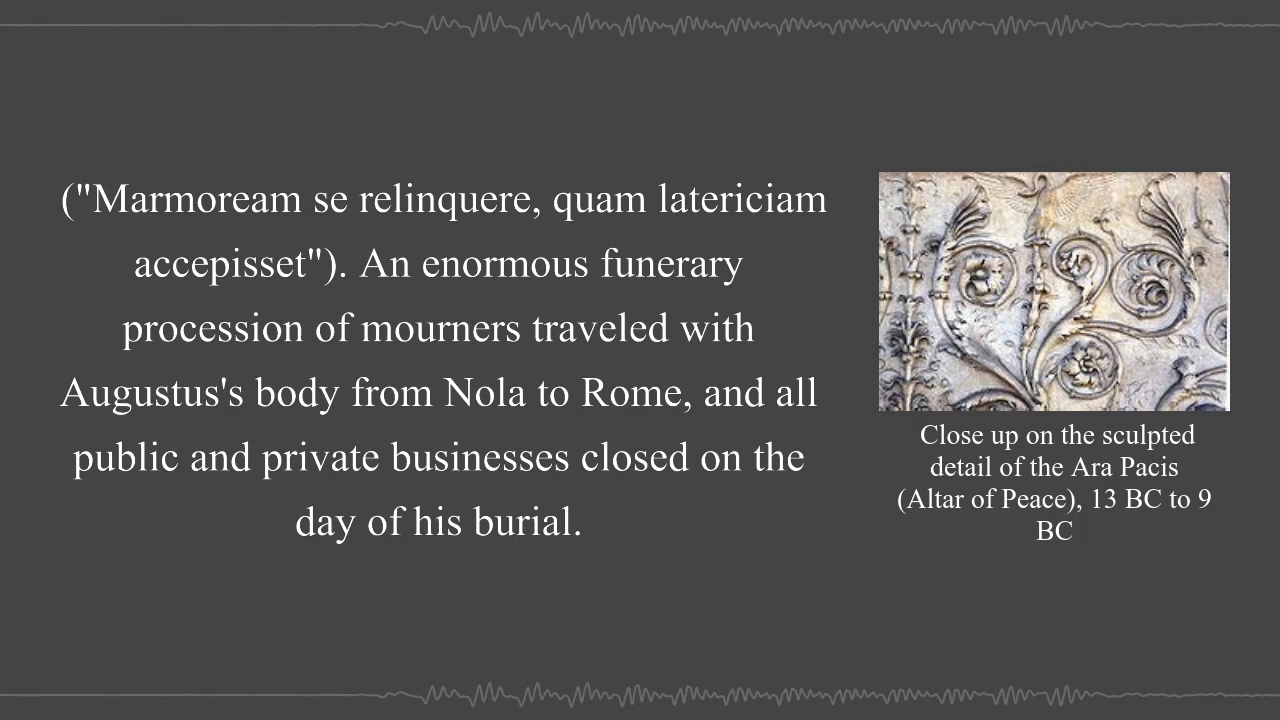 ("Marmoream se relinquere, quam latericiam
accepisset"). An enormous funerary
procession of mourners traveled with
Augustus's body from Nola to Rome, and all
public and private businesses closed on the
day of his burial.
Close up on the sculpted
detail of the Ara Pacis
(Altar of Peace), 13 BC to 9
BC